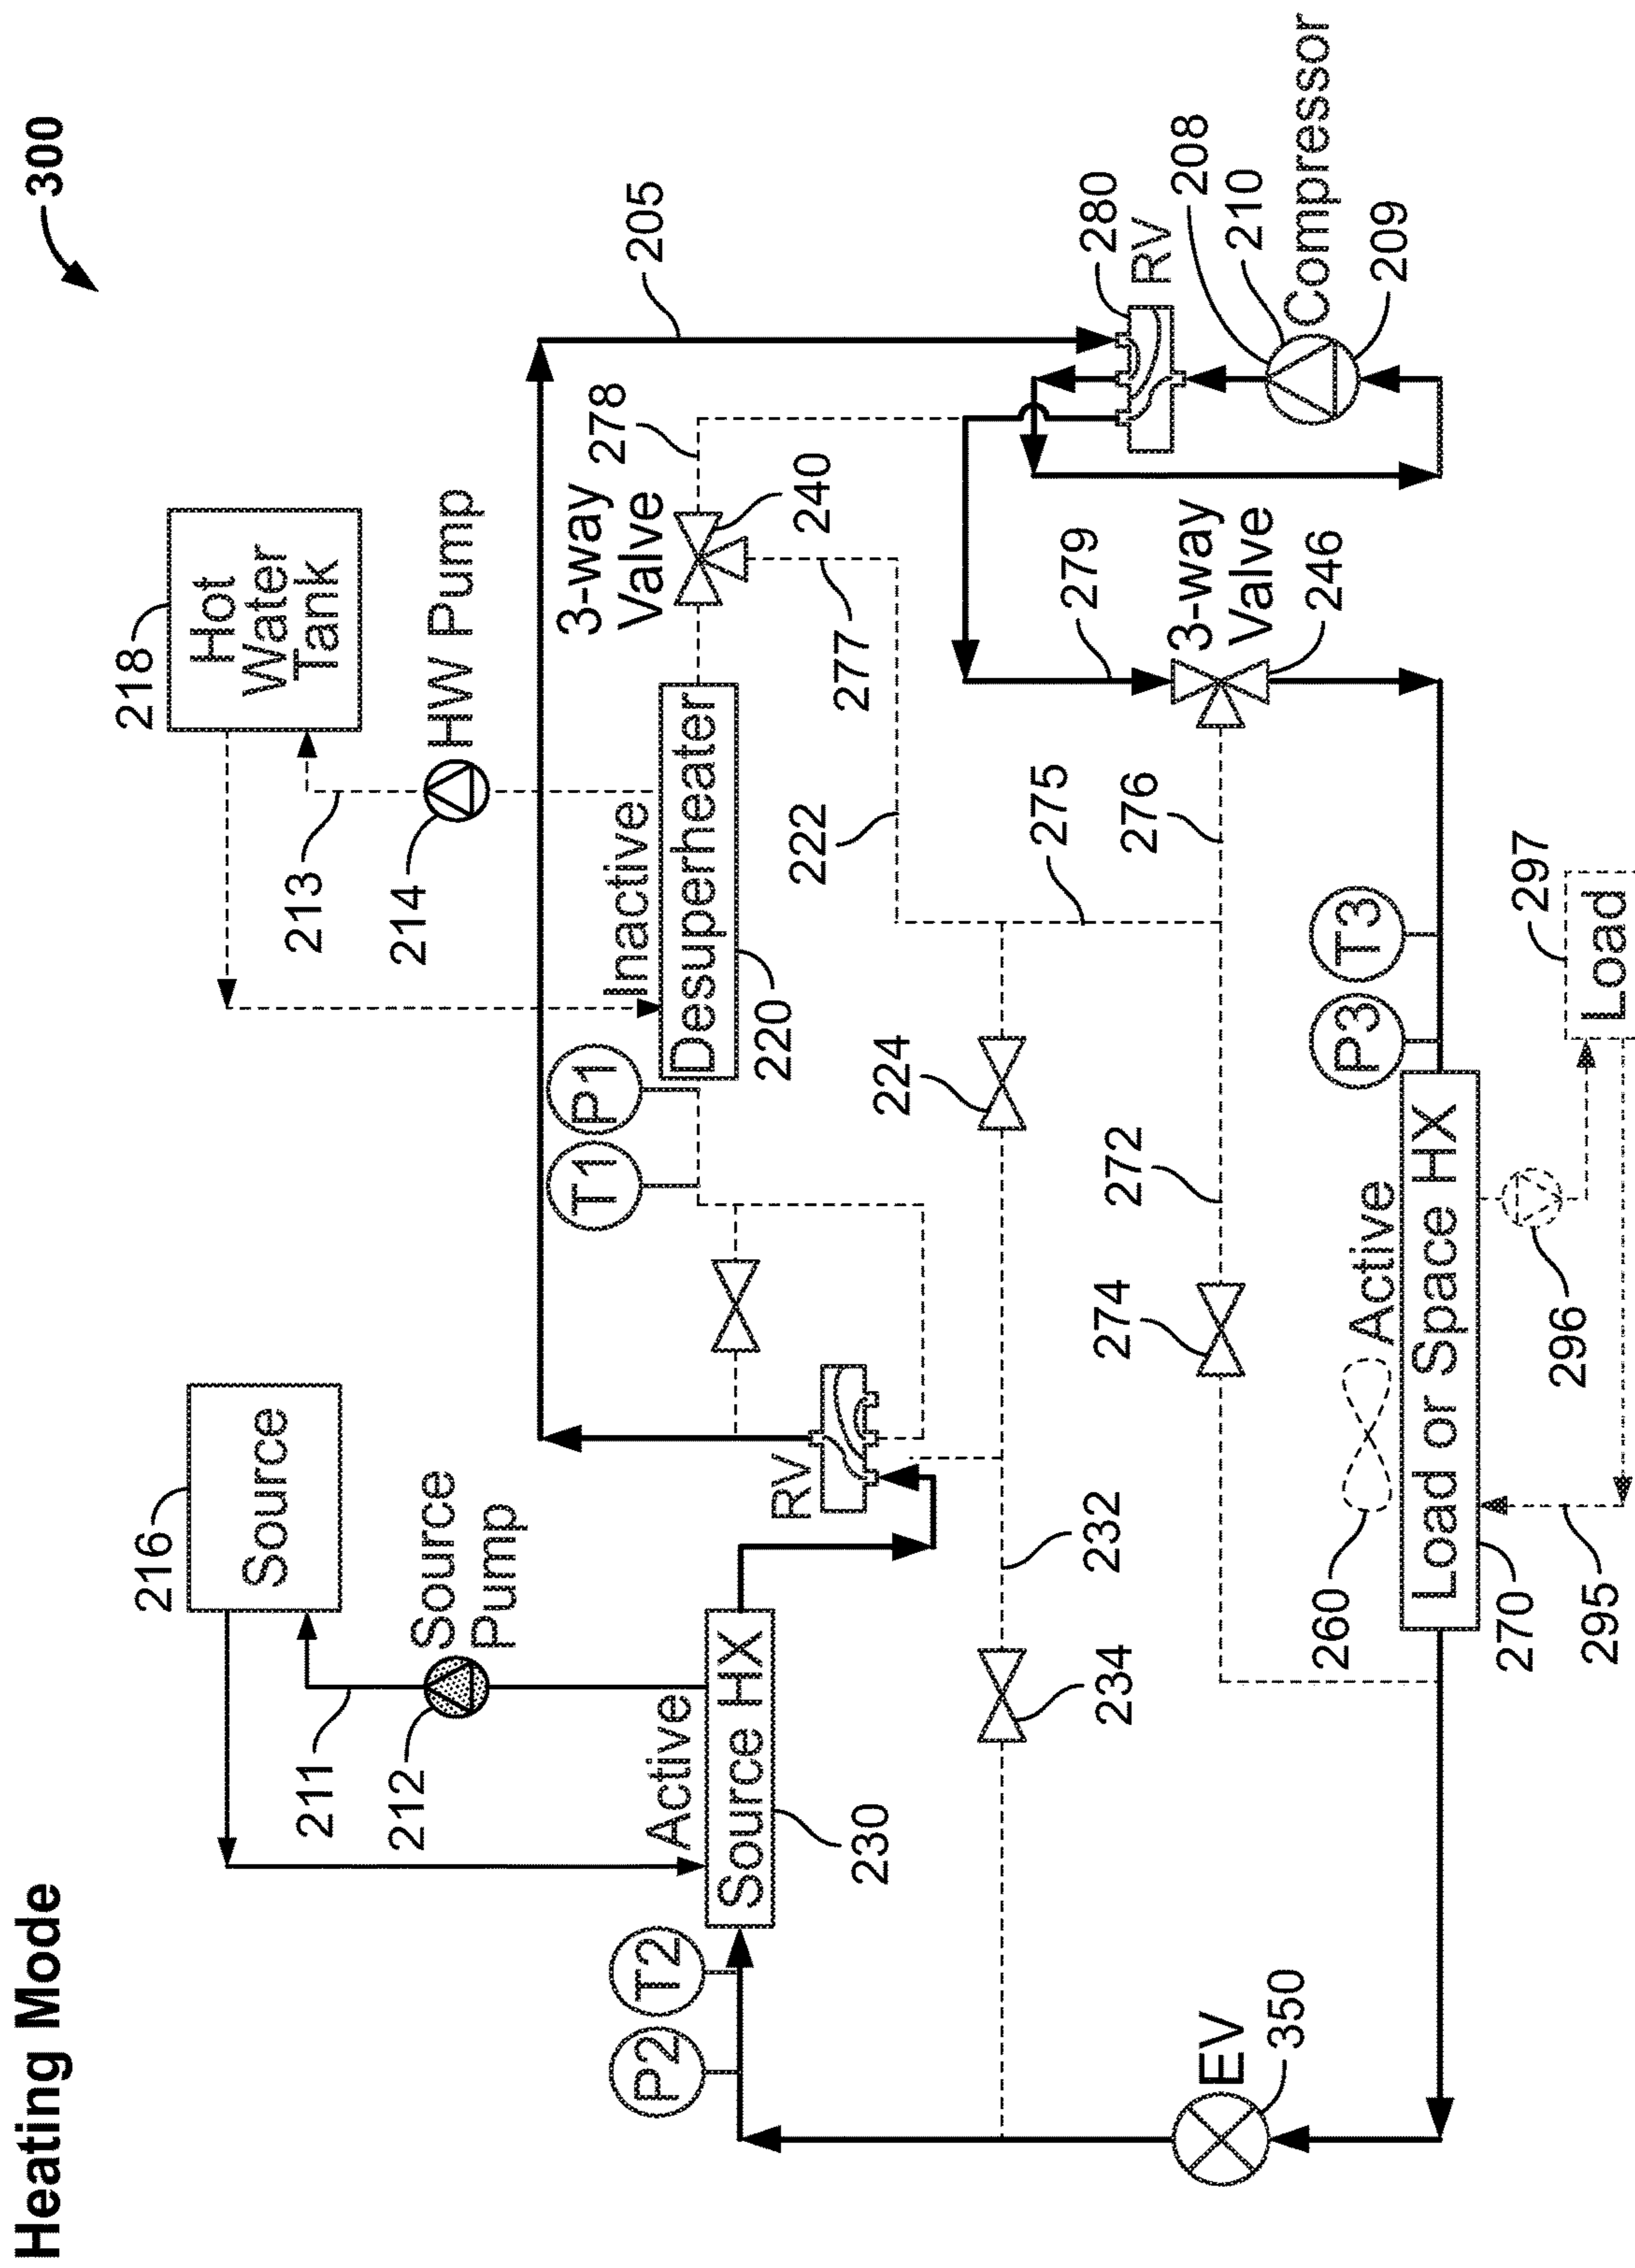 Heating Mode
300
216
Source
211
212
Source
Pump
Active
Source HX
230
P2
T2
218
Hot
Water
Tank
213
214
HW Pump
Inactive
Desuperheater
220
T1
P1
3-way
Valve
240
278
205
277
222
275
RV
224
232
234
280
RV
208
210
Compressor
209
279
3-way
Valve
246
276
272
274
EV
350
260
Active
Load or Space HX
270
P3
T3
295
296
297
Load